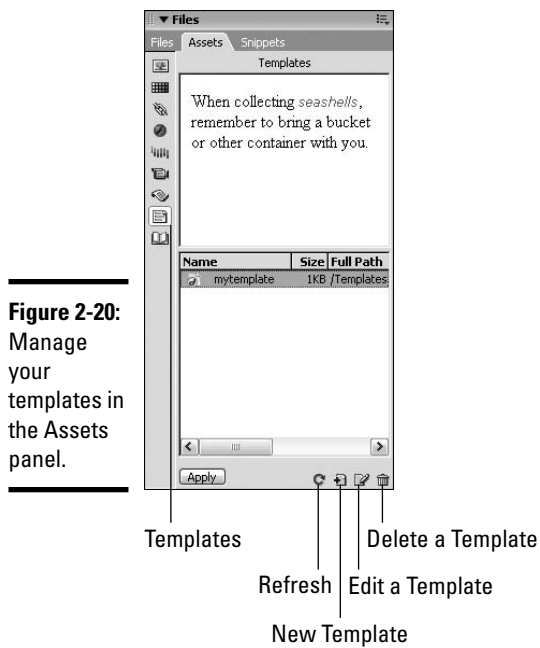 Files
Files Assets Snippets
Templates
When collecting seashells,
remember to bring a bucket
or other container with you.
Name Size Full Path
mytemplate 1KB /Templates
Apply
Figure 2-20:
Manage
your
templates in
the Assets
panel.
Templates
Delete a Template
Refresh
Edit a Template
New Template